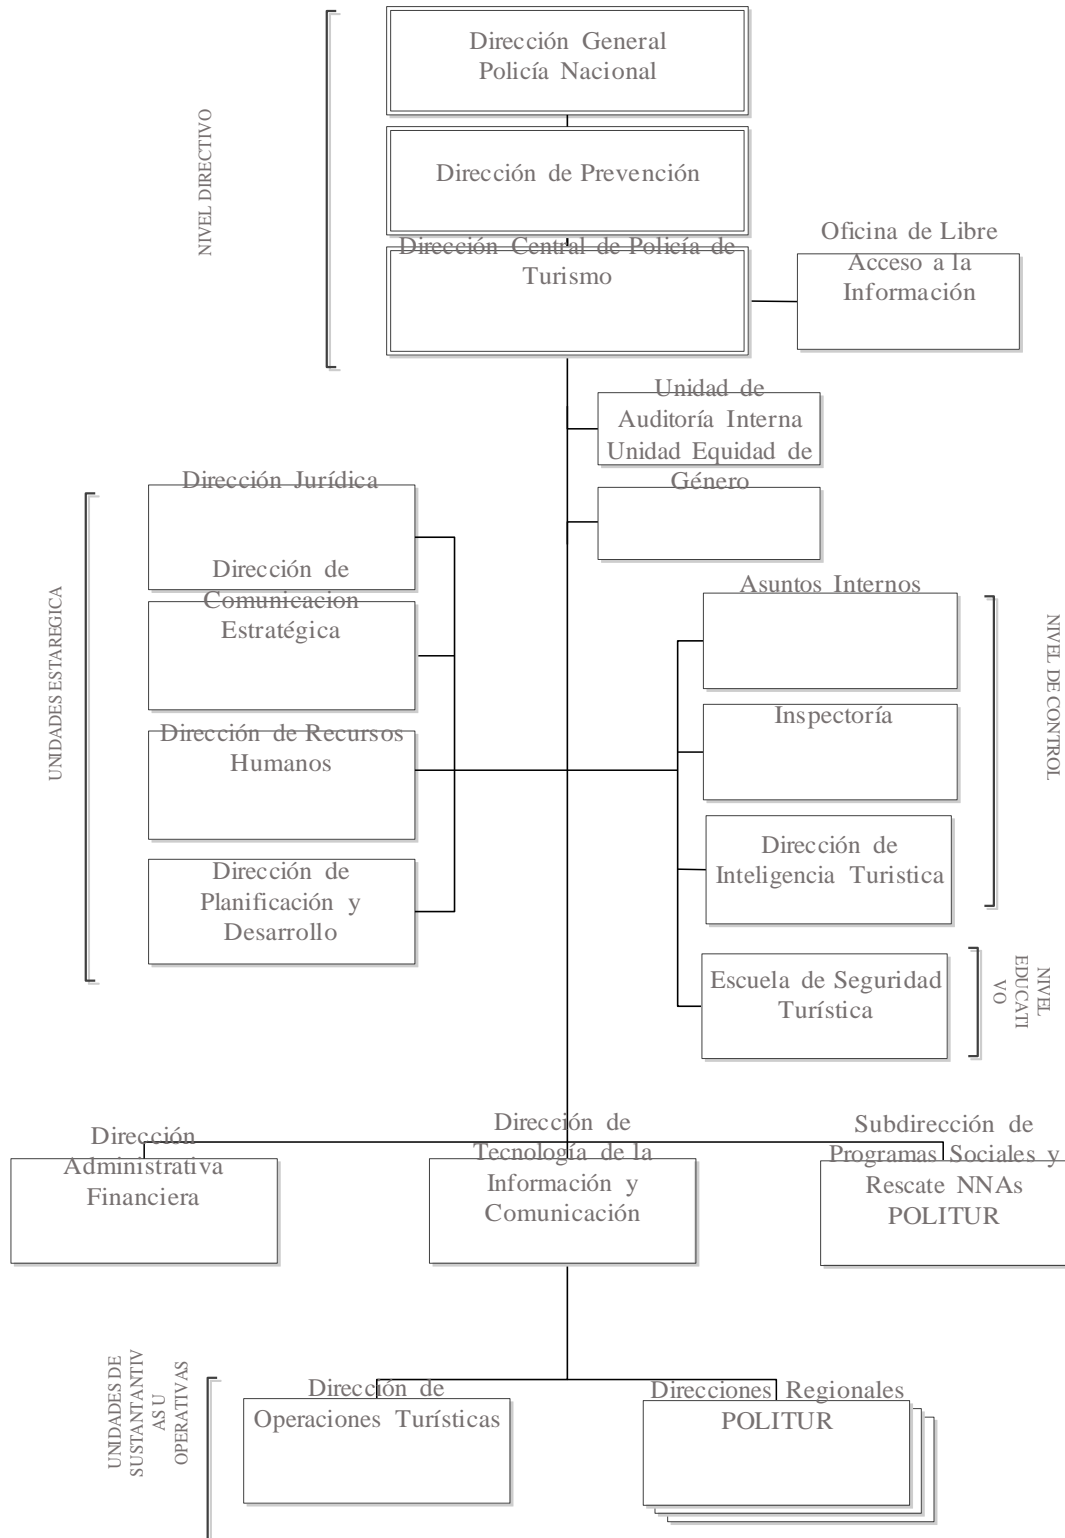 Dirección General
Policía Nacional
NIVEL DIRECTIVO
Dirección de Prevención
Dirección Central de Policía de
Turismo
Oficina de Libre
Acceso a la
Información
Unidad de
Auditoría Interna
Unidad Equidad de
Género
UNIDADES ESTAREGICA
Dirección Jurídica
Dirección de
Comunicacion
Estratégica
Dirección de Recursos
Humanos
Dirección de
Planificación y
Desarrollo
Asuntos Internos
Inspectoría
Dirección de
Inteligencia Turistica
NIVEL DE CONTROL
Escuela de Seguridad
Turística
NIVEL
EDUCATI
VO
Dirección
Administrativa
Financiera
Dirección de
Tecnología de la
Información y
Comunicación
Subdirección de
Programas Sociales y
Rescate NNAs
POLITUR
UNIDADES DE
SUSTANTANTIV
AS U
OPERATIVAS
Dirección de
Operaciones Turísticas
Direcciones Regionales
POLITUR